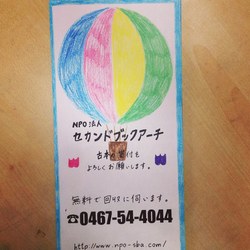 NPO法人
セカンドブックアーチ
古本の寄付も
よろしくお願いします。
無料で回収に伺います。
☎0467-54-4044
http://www.npo-sba.com/